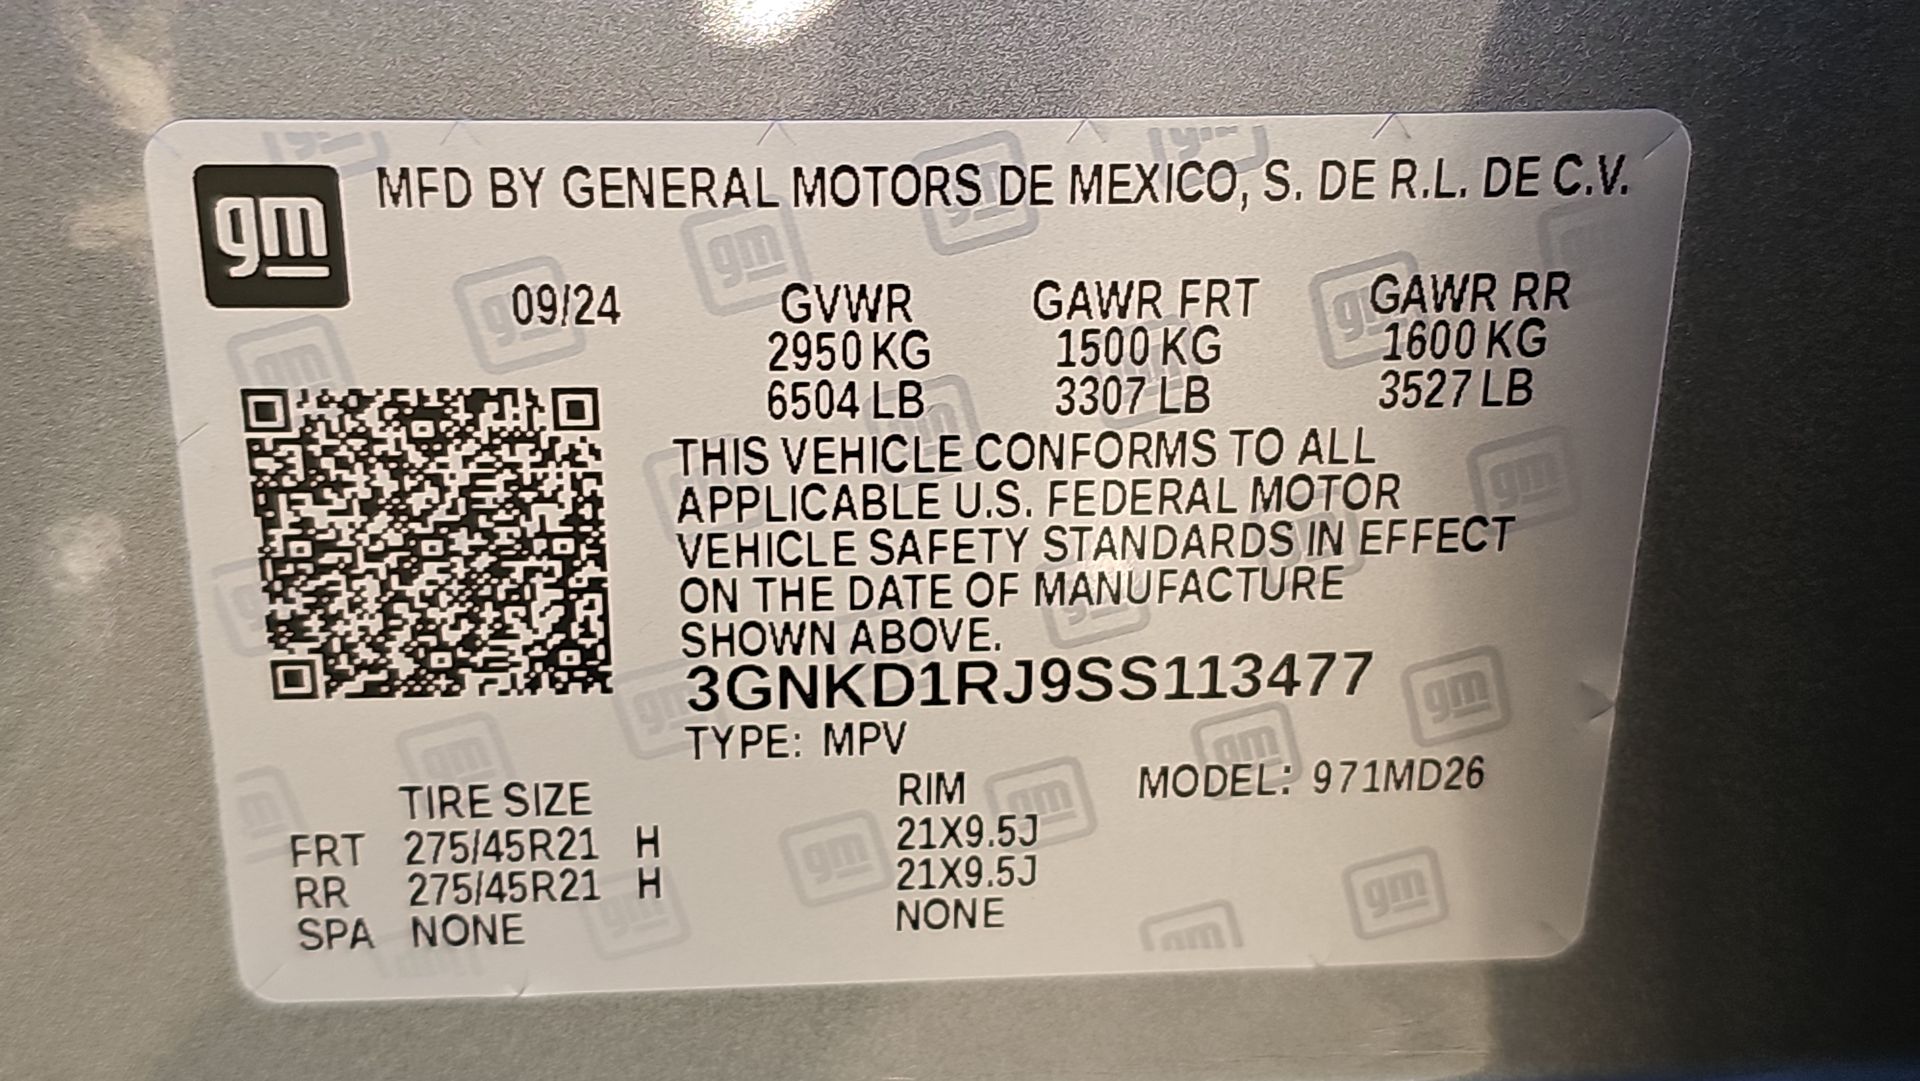 gm MFD BY GENERAL MOTORS DE MEXICO, S. DE R.L. DE C.V.
09/24 GVWR GAWR FRT GAWR RR
2950 KG 1500 KG 1600 KG
6504 LB 3307 LB 3527 LB
THIS VEHICLE CONFORMS TO ALL
APPLICABLE U.S. FEDERAL MOTOR
VEHICLE SAFETY STANDARDS IN EFFECT
ON THE DATE OF MANUFACTURE
SHOWN ABOVE.
3GNKD1RJ9SS113477
TYPE: MPV
TIRE SIZE RIM MODEL: 971MD26
FRT 275/45R21 H 21X9.5J
RR 275/45R21 H 21X9.5J
SPA NONE NONE